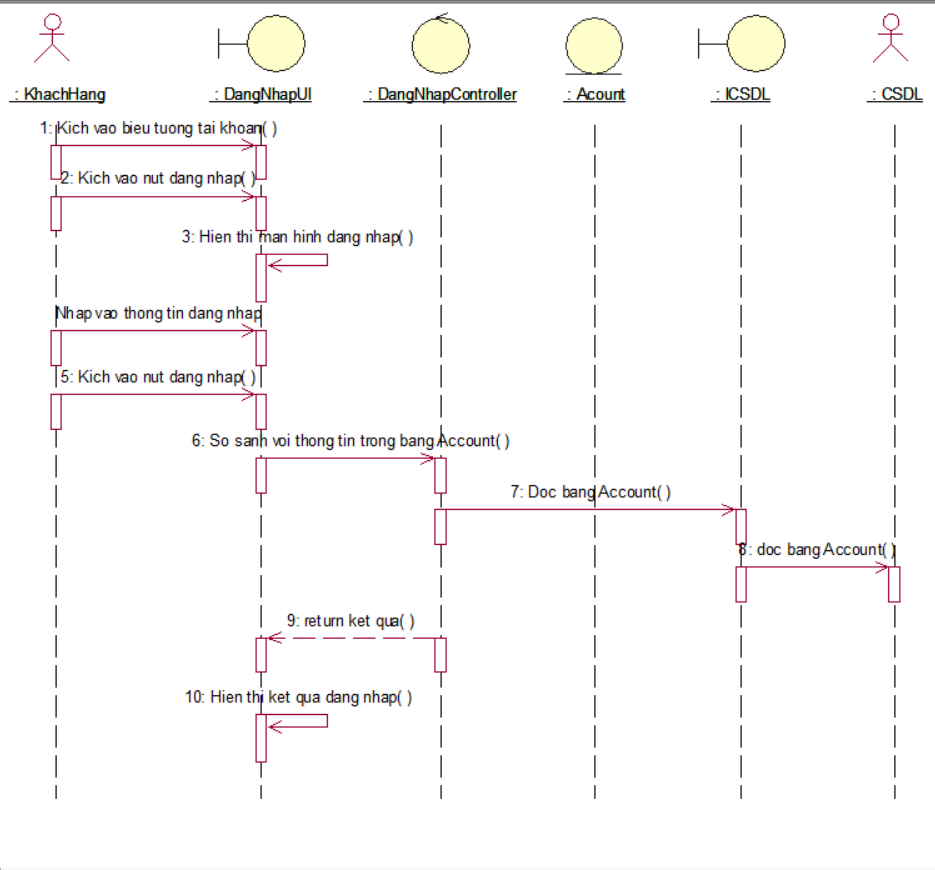 : KhachHang
: DangNhapUI
: DangNhapController
: Acount
: ICSDL
: CSDL
1: Kich vao bieu tuong tai khoan( )
2: Kich vao nut dang nhap( )
3: Hien thi man hinh dang nhap( )
Nhap vao thong tin dang nhap
5: Kich vao nut dang nhap( )
6: So sanh voi thong tin trong bang Account( )
7: Doc bang Account( )
8: doc bang Account( )
9: return ket qua( )
10: Hien thi ket qua dang nhap( )